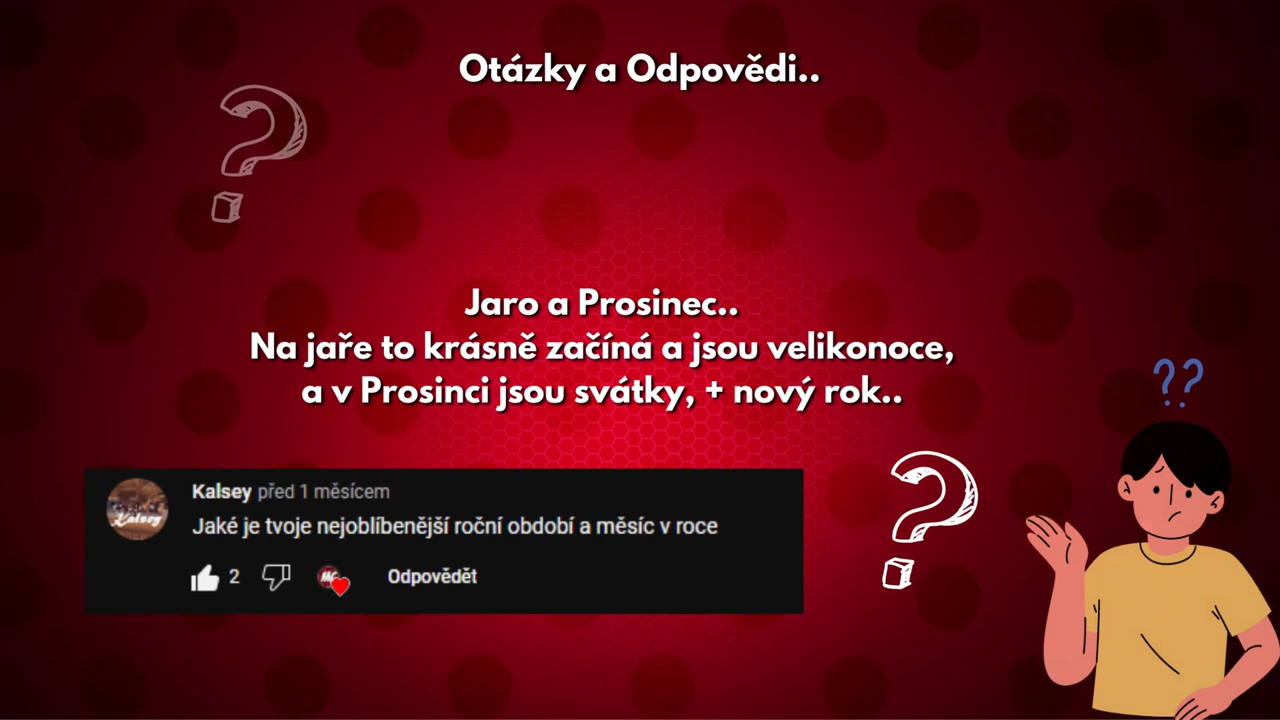 Otázky a Odpovědi..
Jaro a Prosinec..
Na jaře to krásně začíná a jsou velikonoce,
a v Prosinci jsou svátky, + nový rok..
??
?
?
Kalsey před 1 měsícem
Kalsey
Jaké je tvoje nejoblíbenější roční období a měsíc v roce
2
Odpovědět